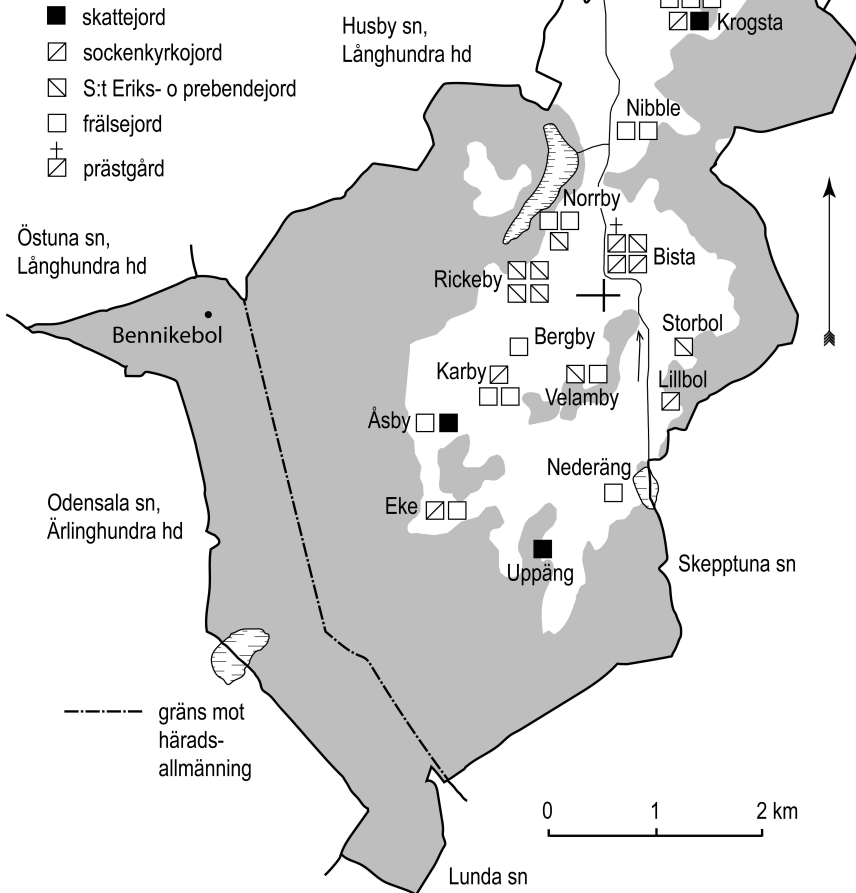 skattejord
sockenkyrkojord
S:t Eriks- o prebendejord
frälsejord
prästgård
Husby sn,
Långhundra hd
Krogsta
Nibble
Norrby
Östuna sn,
Långhundra hd
Bista
Rickeby
Bennikebol
Bergby
Storbol
Karby
Lillbol
Velamby
Åsby
Nederäng
Odensala sn,
Ärlinghundra hd
Eke
Uppäng
Skepptuna sn
gräns mot
härads-
allmänning
0 1 2 km
Lunda sn